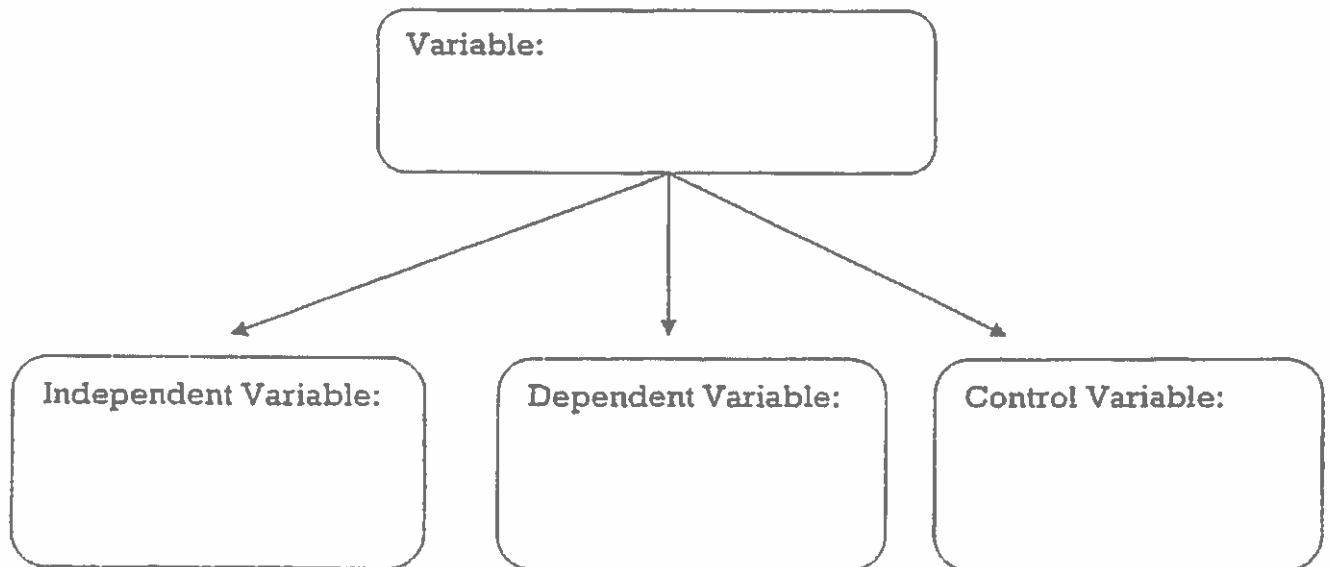 Variable:
Independent Variable:
Dependent Variable:
Control Variable: